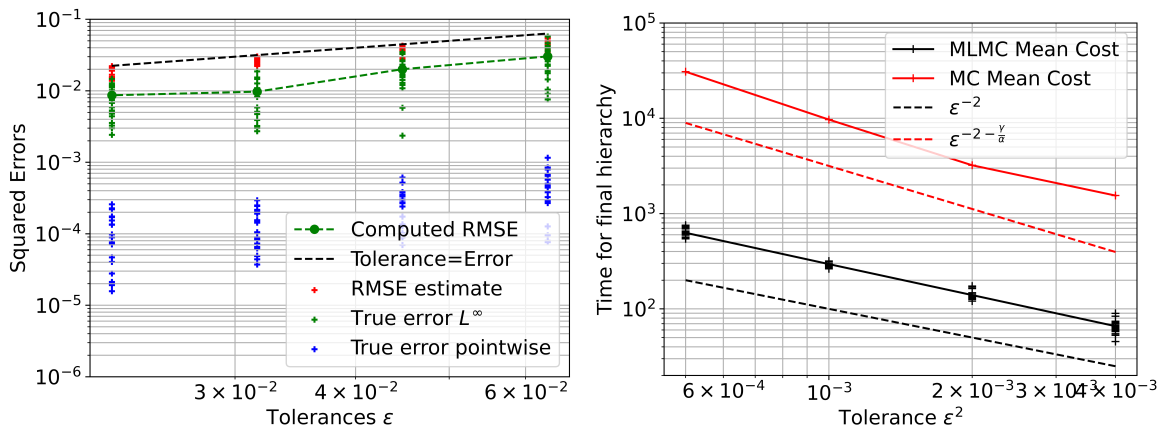 10⁻¹
10⁻²
10⁻³
10⁻⁴
10⁻⁵
10⁻⁶
Squared Errors
Computed RMSE
Tolerance=Error
RMSE estimate
True error L^∞
True error pointwise
3 × 10⁻²
4 × 10⁻²
6 × 10⁻²
Tolerances ε
10⁵
10⁴
10³
10²
Time for final hierarchy
MLMC Mean Cost
MC Mean Cost
ε⁻²
ε^{-2-γ/α}
6 × 10⁻⁴
10⁻³
2 × 10⁻³
3 × 10⁻³
4 × 10⁻³
Tolerance ε²